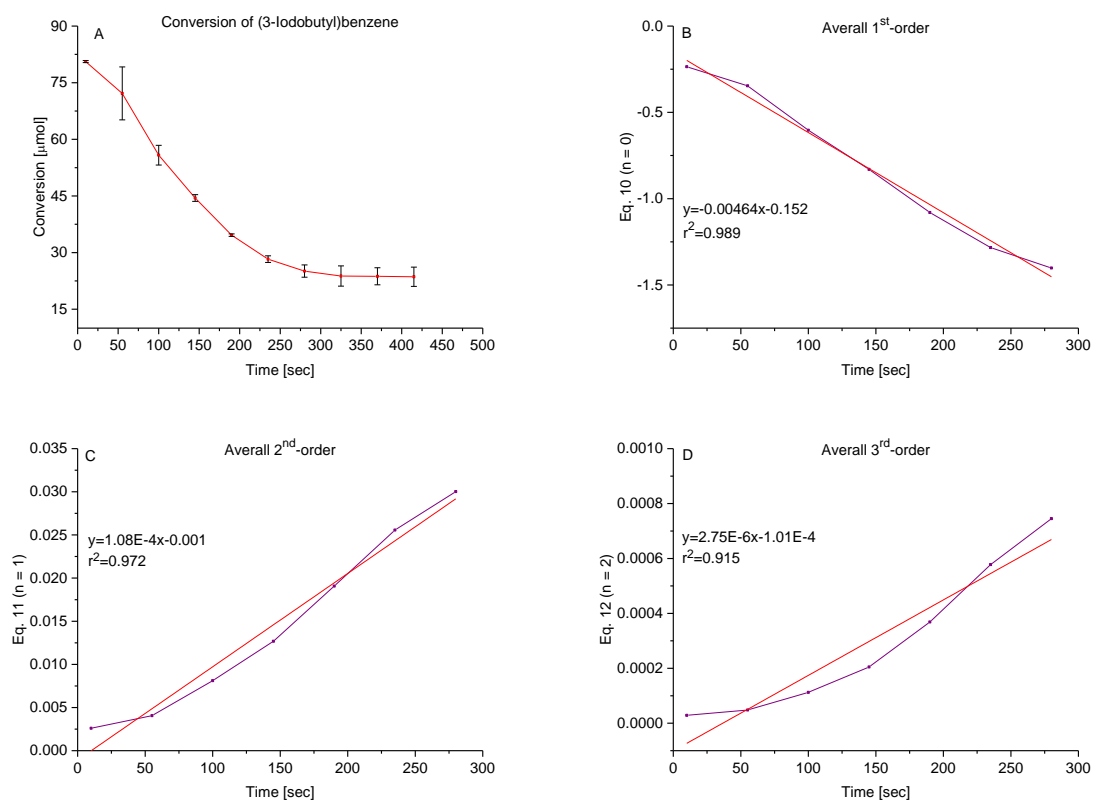 A
Conversion of (3-Iodobutyl)benzene
90
75
60
45
30
15
Conversion [μmol]
0 50 100 150 200 250 300 350 400 450 500
Time [sec]
B
Averall 1st-order
0.0
-0.5
-1.0
-1.5
Eq. 10 (n = 0)
y=-0.00464x-0.152
r2=0.989
0 50 100 150 200 250 300
Time [sec]
C
Averall 2nd-order
0.035
0.030
0.025
0.020
0.015
0.010
0.005
0.000
Eq. 11 (n = 1)
y=1.08E-4x-0.001
r2=0.972
0 50 100 150 200 250 300
Time [sec]
D
Averall 3rd-order
0.0010
0.0008
0.0006
0.0004
0.0002
0.0000
Eq. 12 (n = 2)
y=2.75E-6x-1.01E-4
r2=0.915
0 50 100 150 200 250 300
Time [sec]